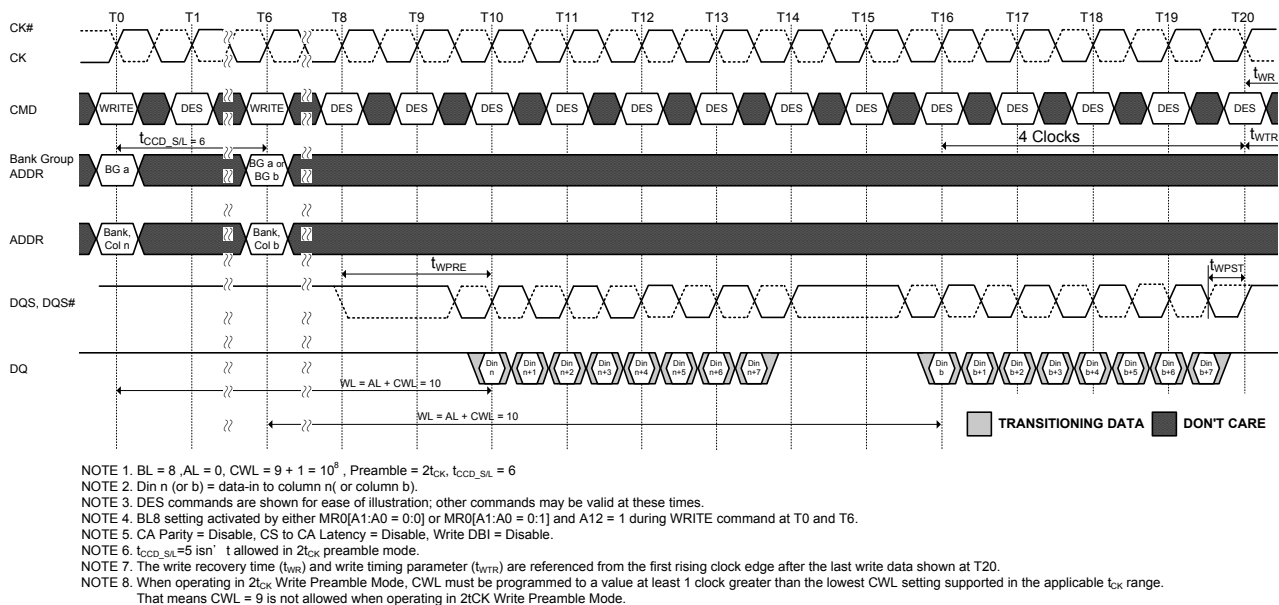 T0 T1 T6 T8 T9 T10 T11 T12 T13 T14 T15 T16 T17 T18 T19 T20
CK#
CK
tWR
CMD WRITE DES WRITE DES DES DES DES DES DES DES DES DES DES DES DES DES
tCCD_S/L = 6
4 Clocks
tWTR
Bank Group
ADDR
BG a
BG a or
BG b
ADDR
Bank,
Col n
Bank,
Col b
tWPRE
tWPST
DQS, DQS#
DQ
Din n
Din n+1
Din n+2
Din n+3
Din n+4
Din n+5
Din n+6
Din n+7
Din b
Din b+1
Din b+2
Din b+3
Din b+4
Din b+5
Din b+6
Din b+7
WL = AL + CWL = 10
WL = AL + CWL = 10
TRANSITIONING DATA DON'T CARE
NOTE 1. BL = 8 ,AL = 0, CWL = 9 + 1 = 10⁸ , Preamble = 2tCK, tCCD_S/L = 6
NOTE 2. Din n (or b) = data-in to column n( or column b).
NOTE 3. DES commands are shown for ease of illustration; other commands may be valid at these times.
NOTE 4. BL8 setting activated by either MR0[A1:A0 = 0:0] or MR0[A1:A0 = 0:1] and A12 = 1 during WRITE command at T0 and T6.
NOTE 5. CA Parity = Disable, CS to CA Latency = Disable, Write DBI = Disable.
NOTE 6. tCCD_S/L=5 isn' t allowed in 2tCK preamble mode.
NOTE 7. The write recovery time (tWR) and write timing parameter (tWTR) are referenced from the first rising clock edge after the last write data shown at T20.
NOTE 8. When operating in 2tCK Write Preamble Mode, CWL must be programmed to a value at least 1 clock greater than the lowest CWL setting supported in the applicable tCK range.
That means CWL = 9 is not allowed when operating in 2tCK Write Preamble Mode.